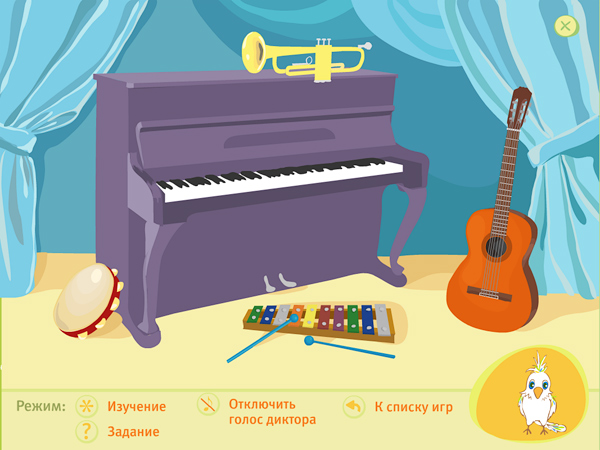 Режим:
Изучение
Задание
?
Отключить
голос диктора
К списку игр